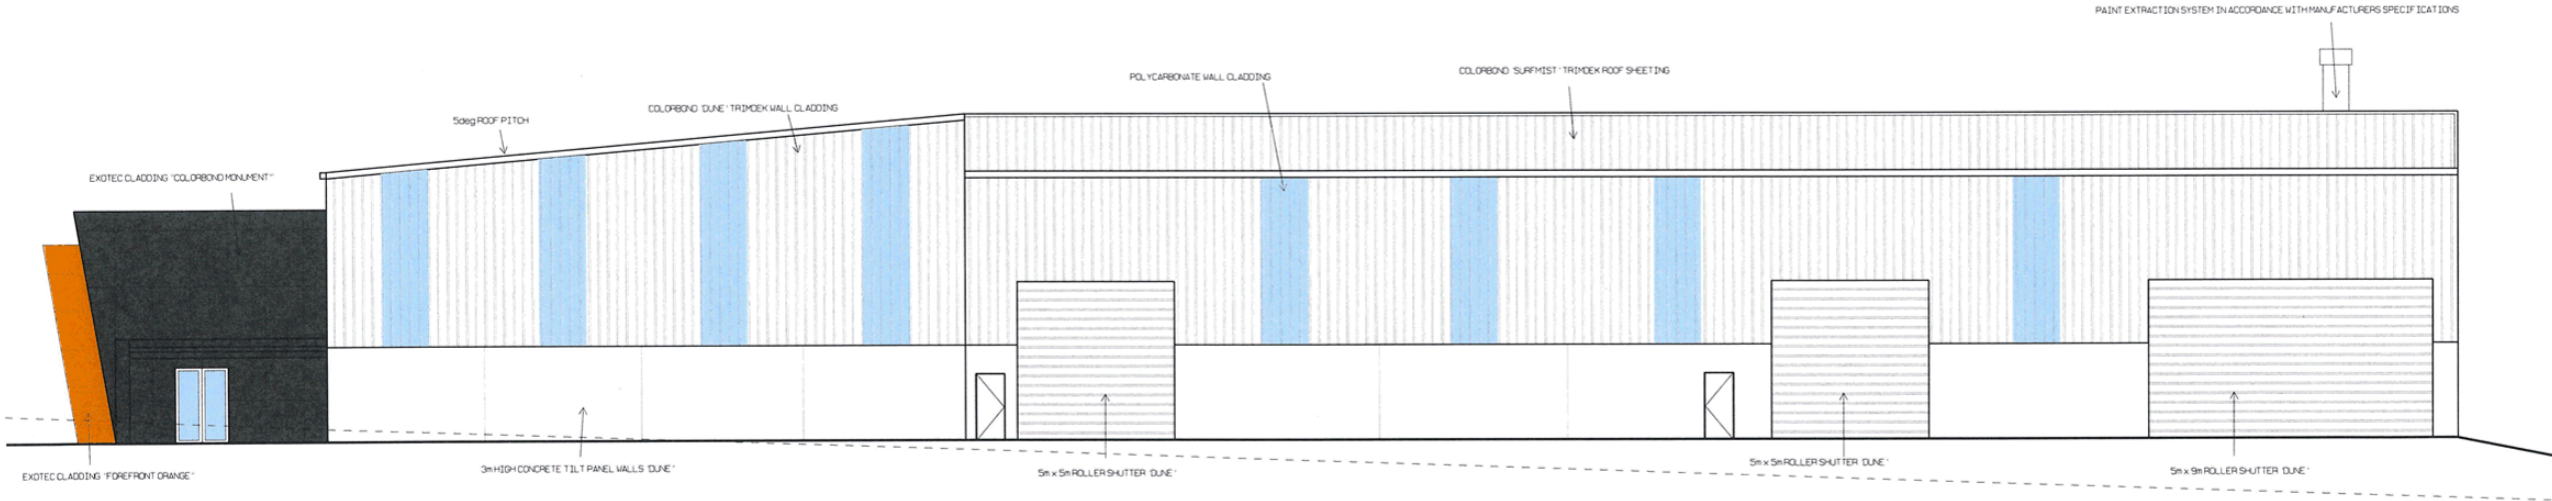 PAINT EXTRACTION SYSTEM IN ACCORDANCE WITH MANUFACTURERS SPECIFICATIONS
POLYCARBONATE WALL CLADDING
COLORBOND 'SURFMIST' TRIMDEK ROOF SHEETING
COLORBOND 'DUNE' TRIMDEK WALL CLADDING
5deg ROOF PITCH
EXOTEC CLADDING "COLORBOND MONUMENT"
EXOTEC CLADDING "FOREFRONT ORANGE"
3m HIGH CONCRETE TILT PANEL WALLS 'DUNE'
5m x 5m ROLLER SHUTTER 'DUNE'
5m x 5m ROLLER SHUTTER 'DUNE'
5m x 9m ROLLER SHUTTER 'DUNE'